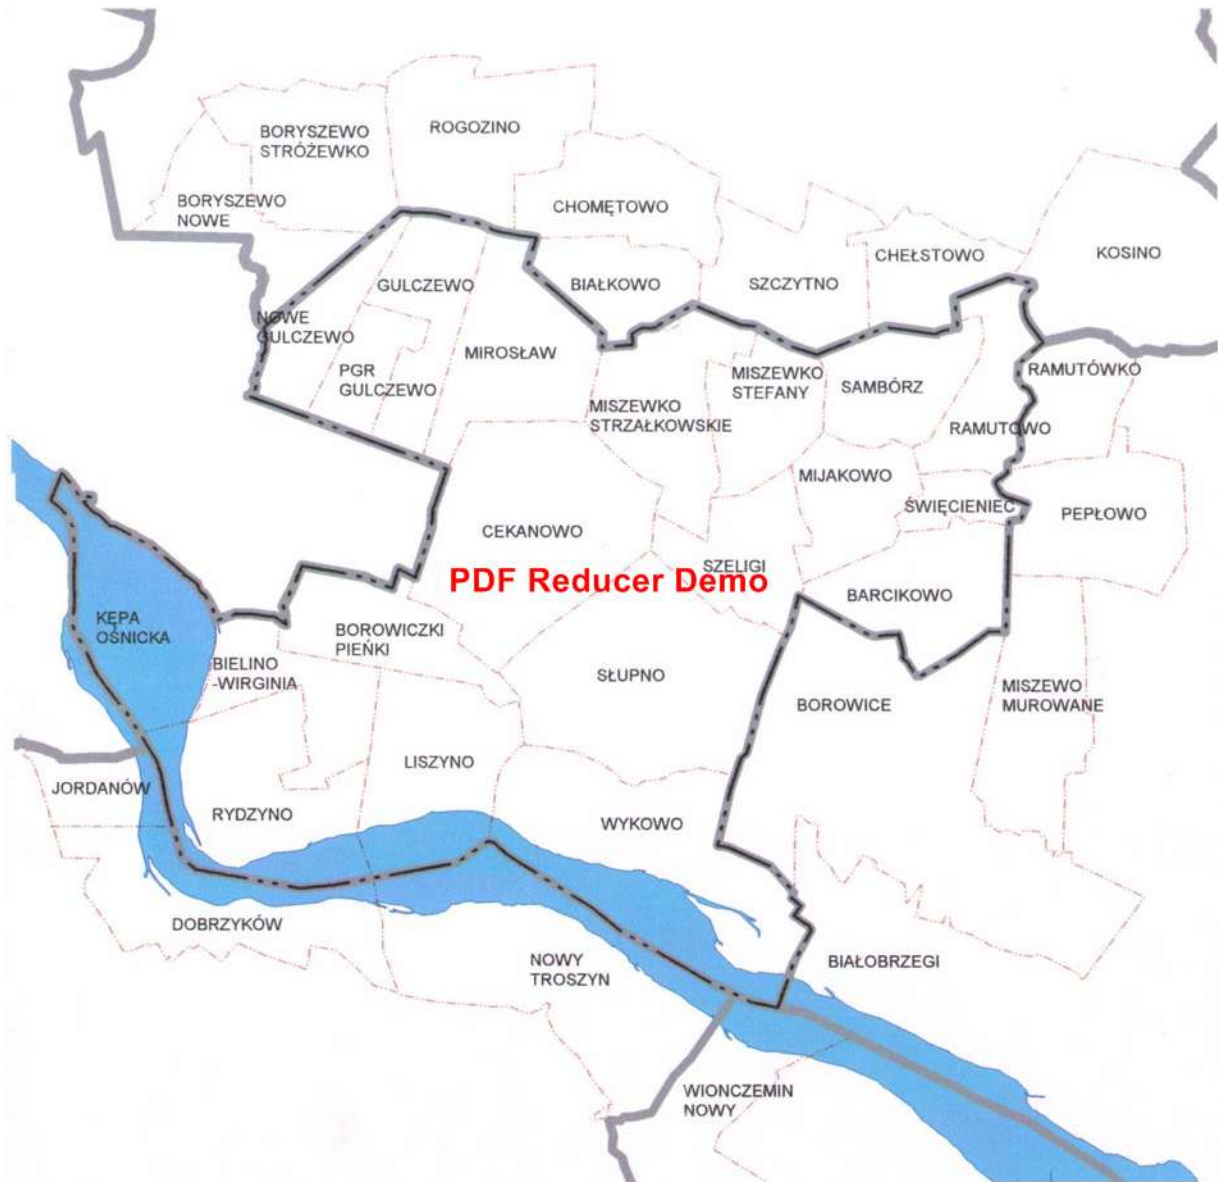 ROGOZINO
BORYSZEWO
STRÓŻEWKO
BORYSZEWO
NOWE
CHOMĘTOWO
KOSINO
CHEŁSTOWO
GULCZEWO
BIAŁKOWO
SZCZYTNO
NOWE
GULCZEWO
MIROSŁAW
PGR
GULCZEWO
MISZEWKO
STEFANY
SAMBÓRZ
RAMUTÓWKO
MISZEWKO
STRZAŁKOWSKIE
RAMUTOWO
MIJAKOWO
ŚWIĘCIENIEC
PEPŁOWO
CEKANOWO
SZELIGI
PDF Reducer Demo
BARCIKOWO
KĘPA
OŚNICKA
BOROWICZKI
PIEŃKI
BIELINO
-WIRGINIA
SŁUPNO
BOROWICE
MISZEWO
MUROWANE
LISZYNO
JORDANÓW
RYDZYNO
WYKOWO
DOBRZYKÓW
NOWY
TROSZYN
BIAŁOBRZEGI
WIONCZEMIN
NOWY